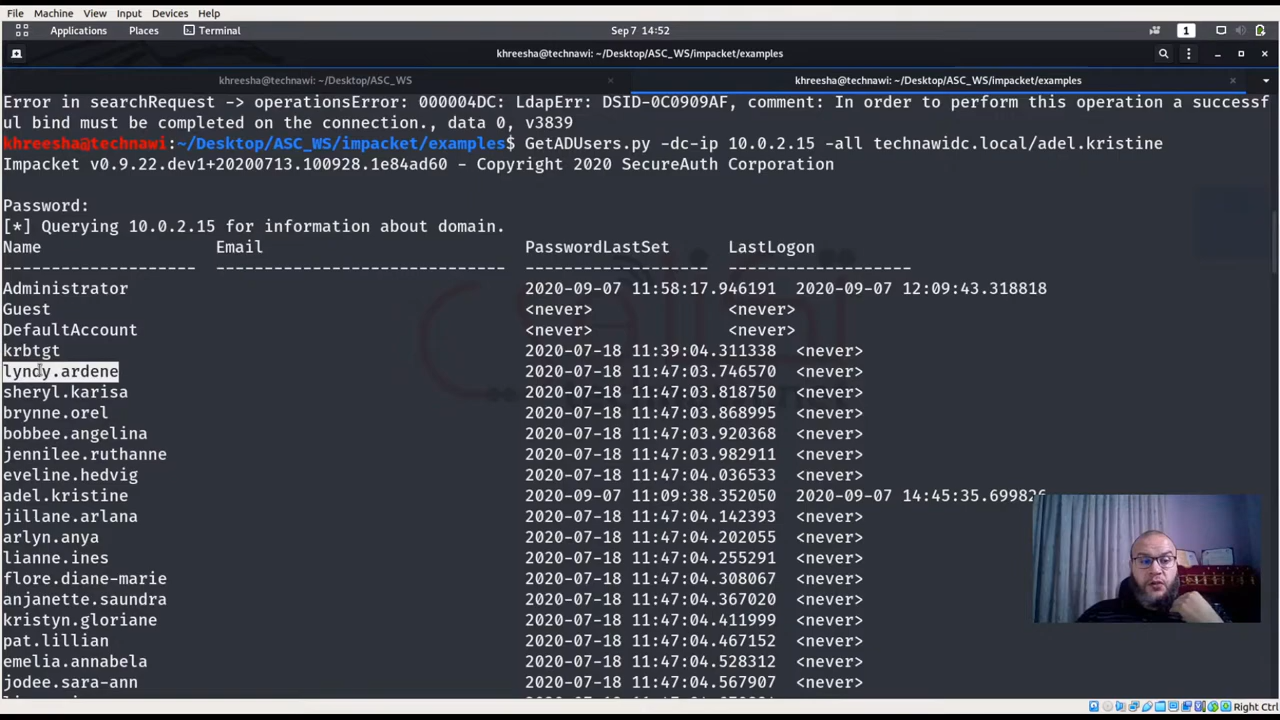 File Machine View Input Devices Help
Applications Places Terminal Sep 7 14:52 1
khreesha@technawi: ~/Desktop/ASC_WS/impacket/examples
khreesha@technawi: ~/Desktop/ASC_WS khreesha@technawi: ~/Desktop/ASC_WS/impacket/examples
Error in searchRequest -> operationsError: 000004DC: LdapErr: DSID-0C0909AF, comment: In order to perform this operation a successf
ul bind must be completed on the connection., data 0, v3839
khreesha@technawi:~/Desktop/ASC_WS/impacket/examples$ GetADUsers.py -dc-ip 10.0.2.15 -all technawidc.local/adel.kristine
Impacket v0.9.22.dev1+20200713.100928.1e84ad60 - Copyright 2020 SecureAuth Corporation
Password:
[*] Querying 10.0.2.15 for information about domain.
Name Email PasswordLastSet LastLogon
-------------------- ------------------------------ ------------------- -------------------
Administrator 2020-09-07 11:58:17.946191 2020-09-07 12:09:43.318818
Guest <never> <never>
DefaultAccount <never> <never>
krbtgt 2020-07-18 11:39:04.311338 <never>
lyndy.ardene 2020-07-18 11:47:03.746570 <never>
sheryl.karisa 2020-07-18 11:47:03.818750 <never>
brynne.orel 2020-07-18 11:47:03.868995 <never>
bobbee.angelina 2020-07-18 11:47:03.920368 <never>
jennilee.ruthanne 2020-07-18 11:47:03.982911 <never>
eveline.hedvig 2020-07-18 11:47:04.036533 <never>
adel.kristine 2020-09-07 11:09:38.352050 2020-09-07 14:45:35.699826
jillane.arlana 2020-07-18 11:47:04.142393 <never>
arlyn.anya 2020-07-18 11:47:04.202055 <never>
lianne.ines 2020-07-18 11:47:04.255291 <never>
flore.diane-marie 2020-07-18 11:47:04.308067 <never>
anjanette.saundra 2020-07-18 11:47:04.367020 <never>
kristyn.gloriane 2020-07-18 11:47:04.411999 <never>
pat.lillian 2020-07-18 11:47:04.467152 <never>
emelia.annabela 2020-07-18 11:47:04.528312 <never>
jodee.sara-ann 2020-07-18 11:47:04.567907 <never>
Right Ctrl